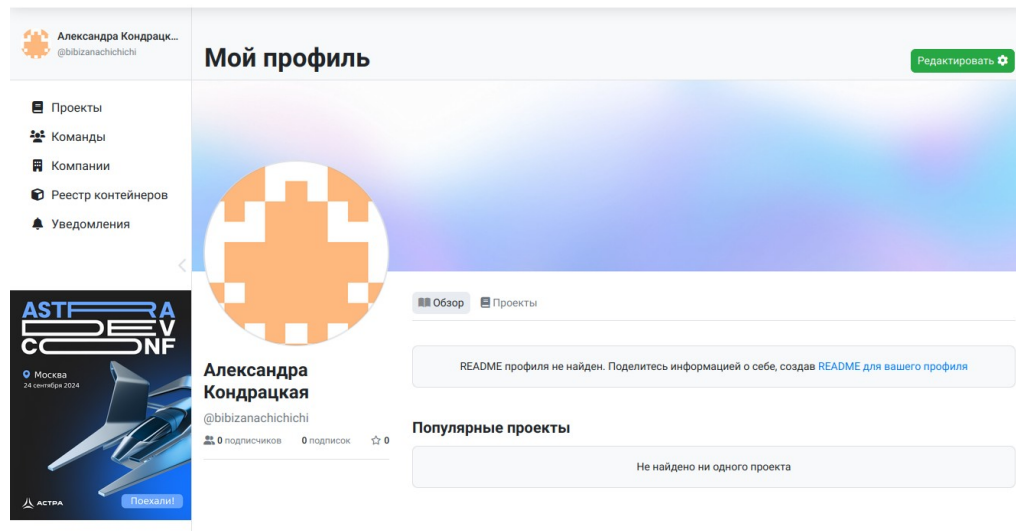 Александра Кондрацк...
@bibizanachichichi
Мой профиль
Редактировать
Проекты
Команды
Компании
Реестр контейнеров
Уведомления
ASTRA
DEV
CONF
Москва
24 сентября 2024
АСТРА
Поехали!
Александра
Кондрацкая
@bibizanachichichi
0 подписчиков 0 подписок 0
Обзор Проекты
README профиля не найден. Поделитесь информацией о себе, создав README для вашего профиля
Популярные проекты
Не найдено ни одного проекта